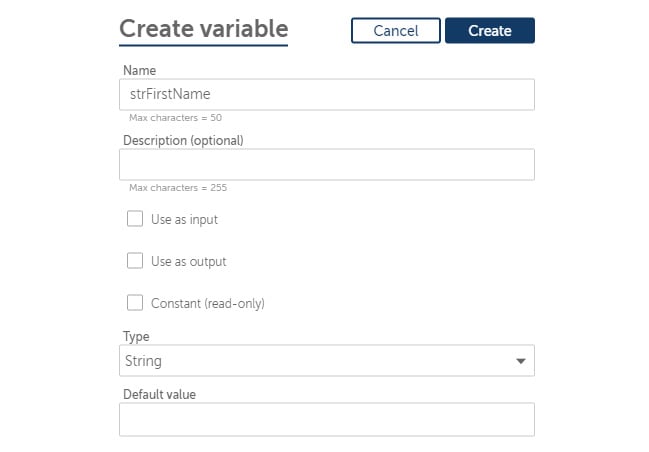 Create variable
Cancel
Create
Name
strFirstName
Max characters = 50
Description (optional)
Max characters = 255
Use as input
Use as output
Constant (read-only)
Type
String
Default value